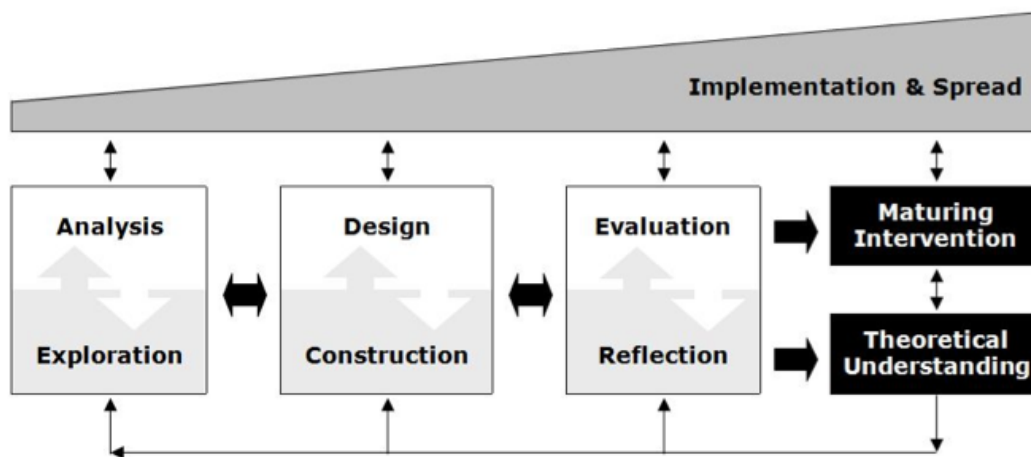 Implementation & Spread
Analysis
Exploration
Design
Construction
Evaluation
Reflection
Maturing
Intervention
Theoretical
Understanding